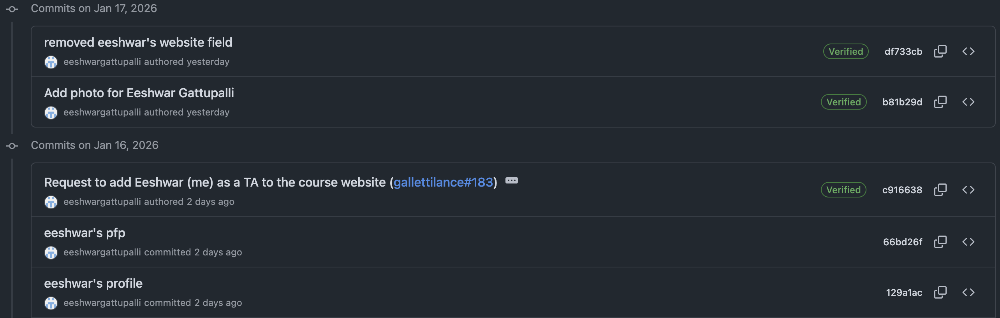 Commits on Jan 17, 2026
removed eeshwar's website field
eeshwargattupalli authored yesterday
Verified
df733cb
Add photo for Eeshwar Gattupalli
eeshwargattupalli authored yesterday
Verified
b81b29d
Commits on Jan 16, 2026
Request to add Eeshwar (me) as a TA to the course website (gallettilance#183)
eeshwargattupalli authored 2 days ago
Verified
c916638
eeshwar's pfp
eeshwargattupalli committed 2 days ago
66bd26f
eeshwar's profile
eeshwargattupalli committed 2 days ago
129a1ac